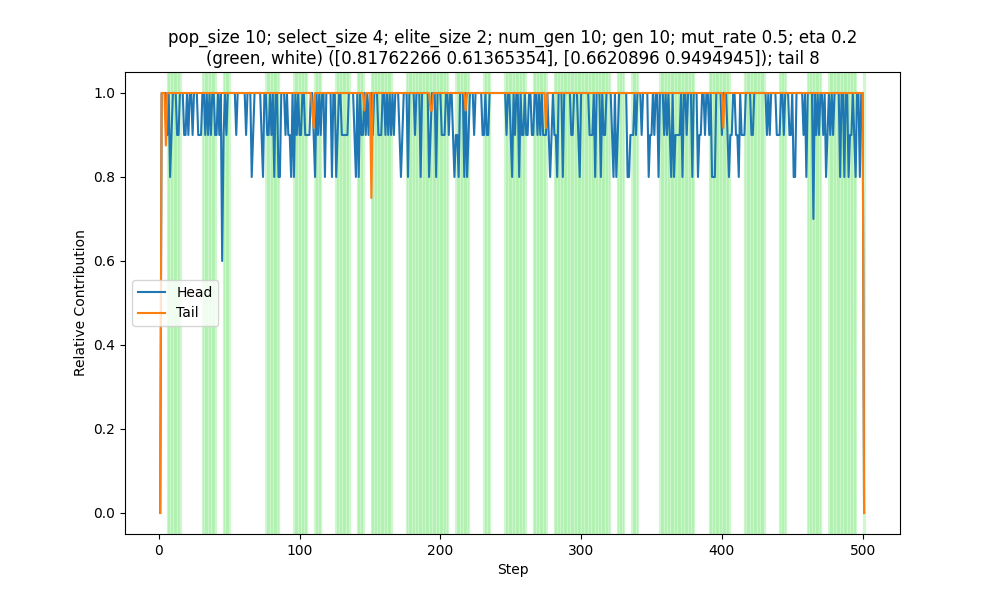 pop_size 10; select_size 4; elite_size 2; num_gen 10; gen 10; mut_rate 0.5; eta 0.2
(green, white) ([0.81762266 0.61365354], [0.6620896 0.9494945]); tail 8
1.0
0.8
0.6
0.4
0.2
0.0
Relative Contribution
Head
Tail
0 100 200 300 400 500
Step